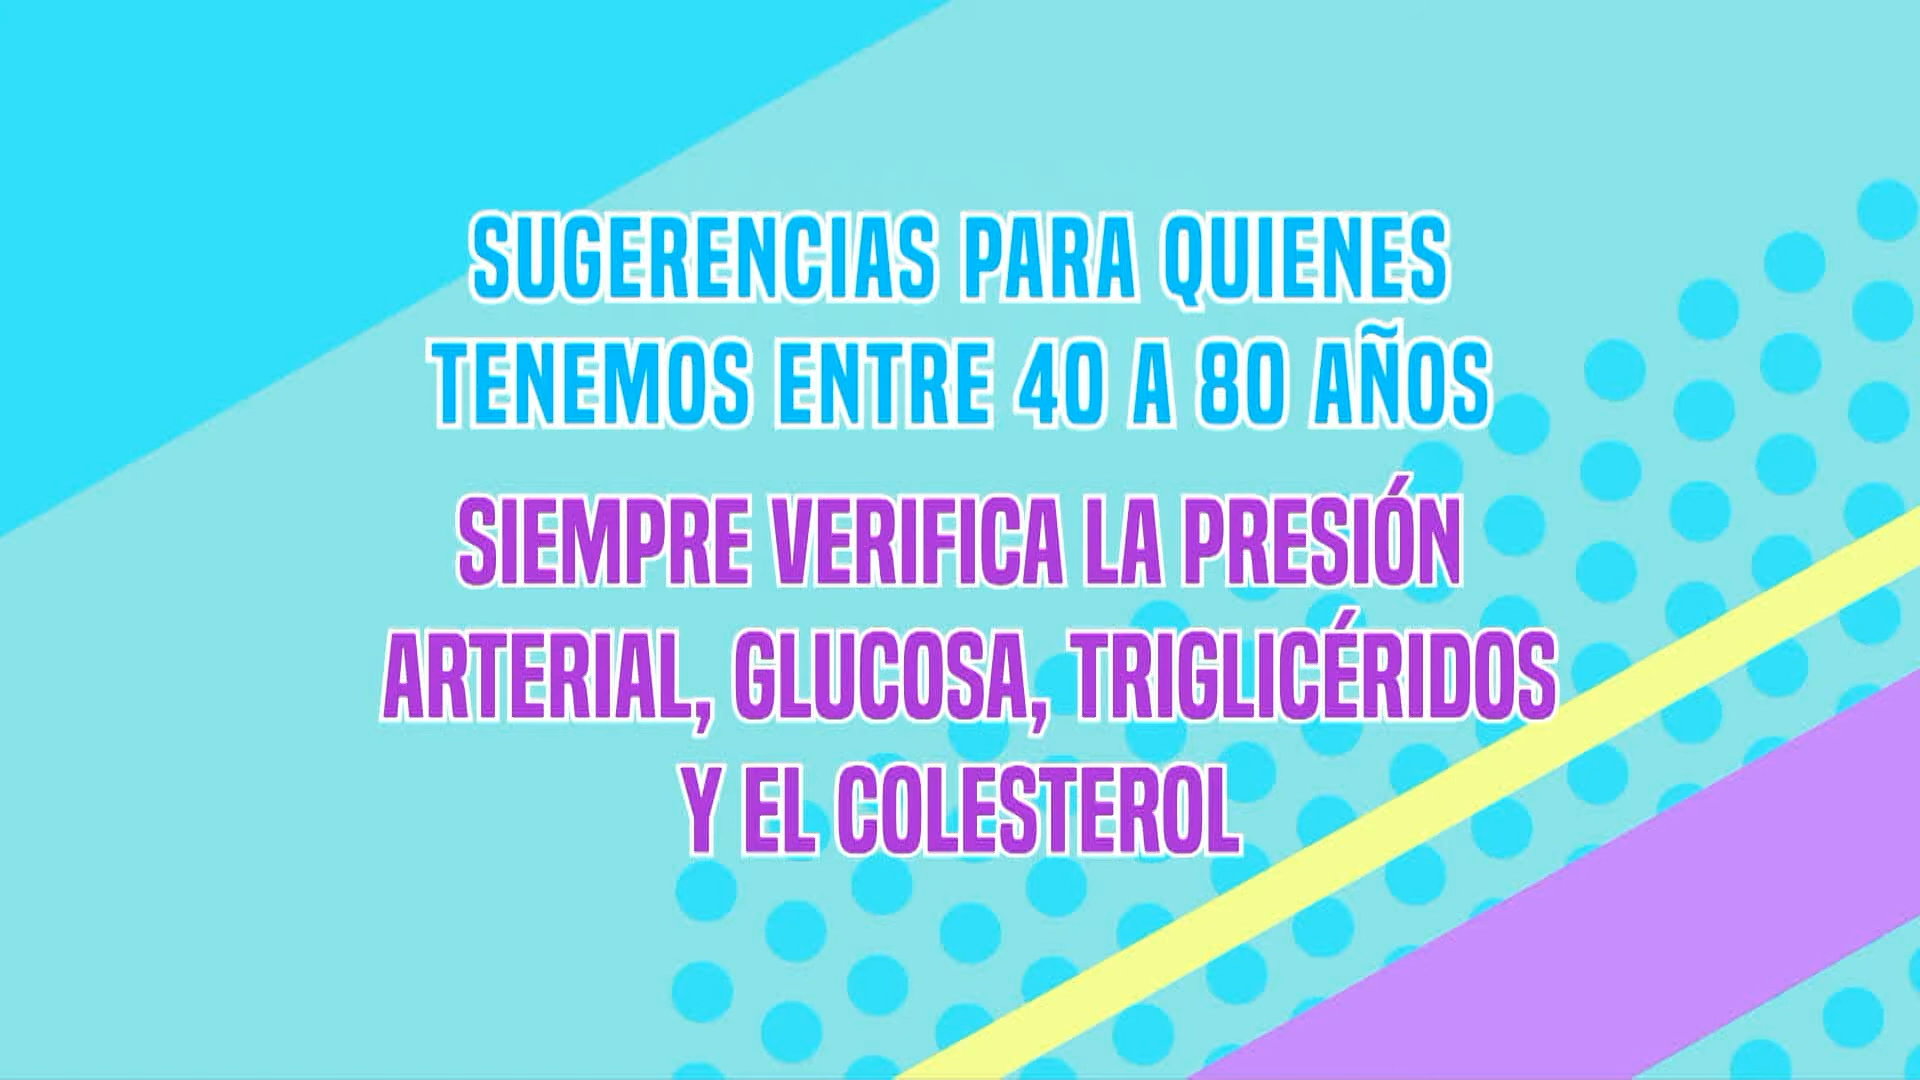 SUGERENCIAS PARA QUIENES
TENEMOS ENTRE 40 A 80 AÑOS
SIEMPRE VERIFICA LA PRESIÓN
ARTERIAL, GLUCOSA, TRIGLICÉRIDOS
Y EL COLESTEROL